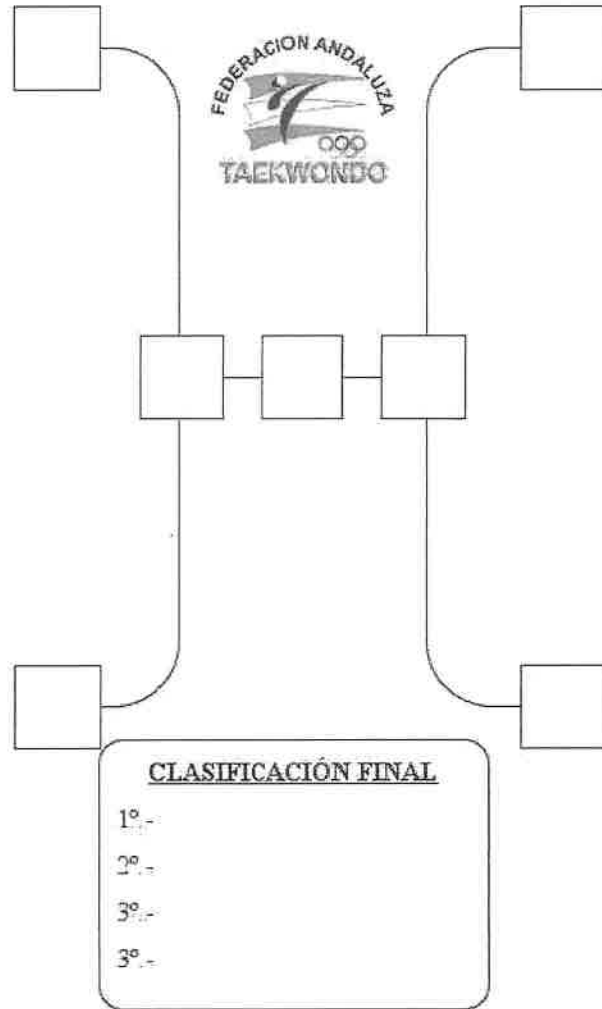 FEDERACION ANDALUZA
TAEKWONDO
CLASIFICACIÓN FINAL
1º.-
2º.-
3º.-
3º.-